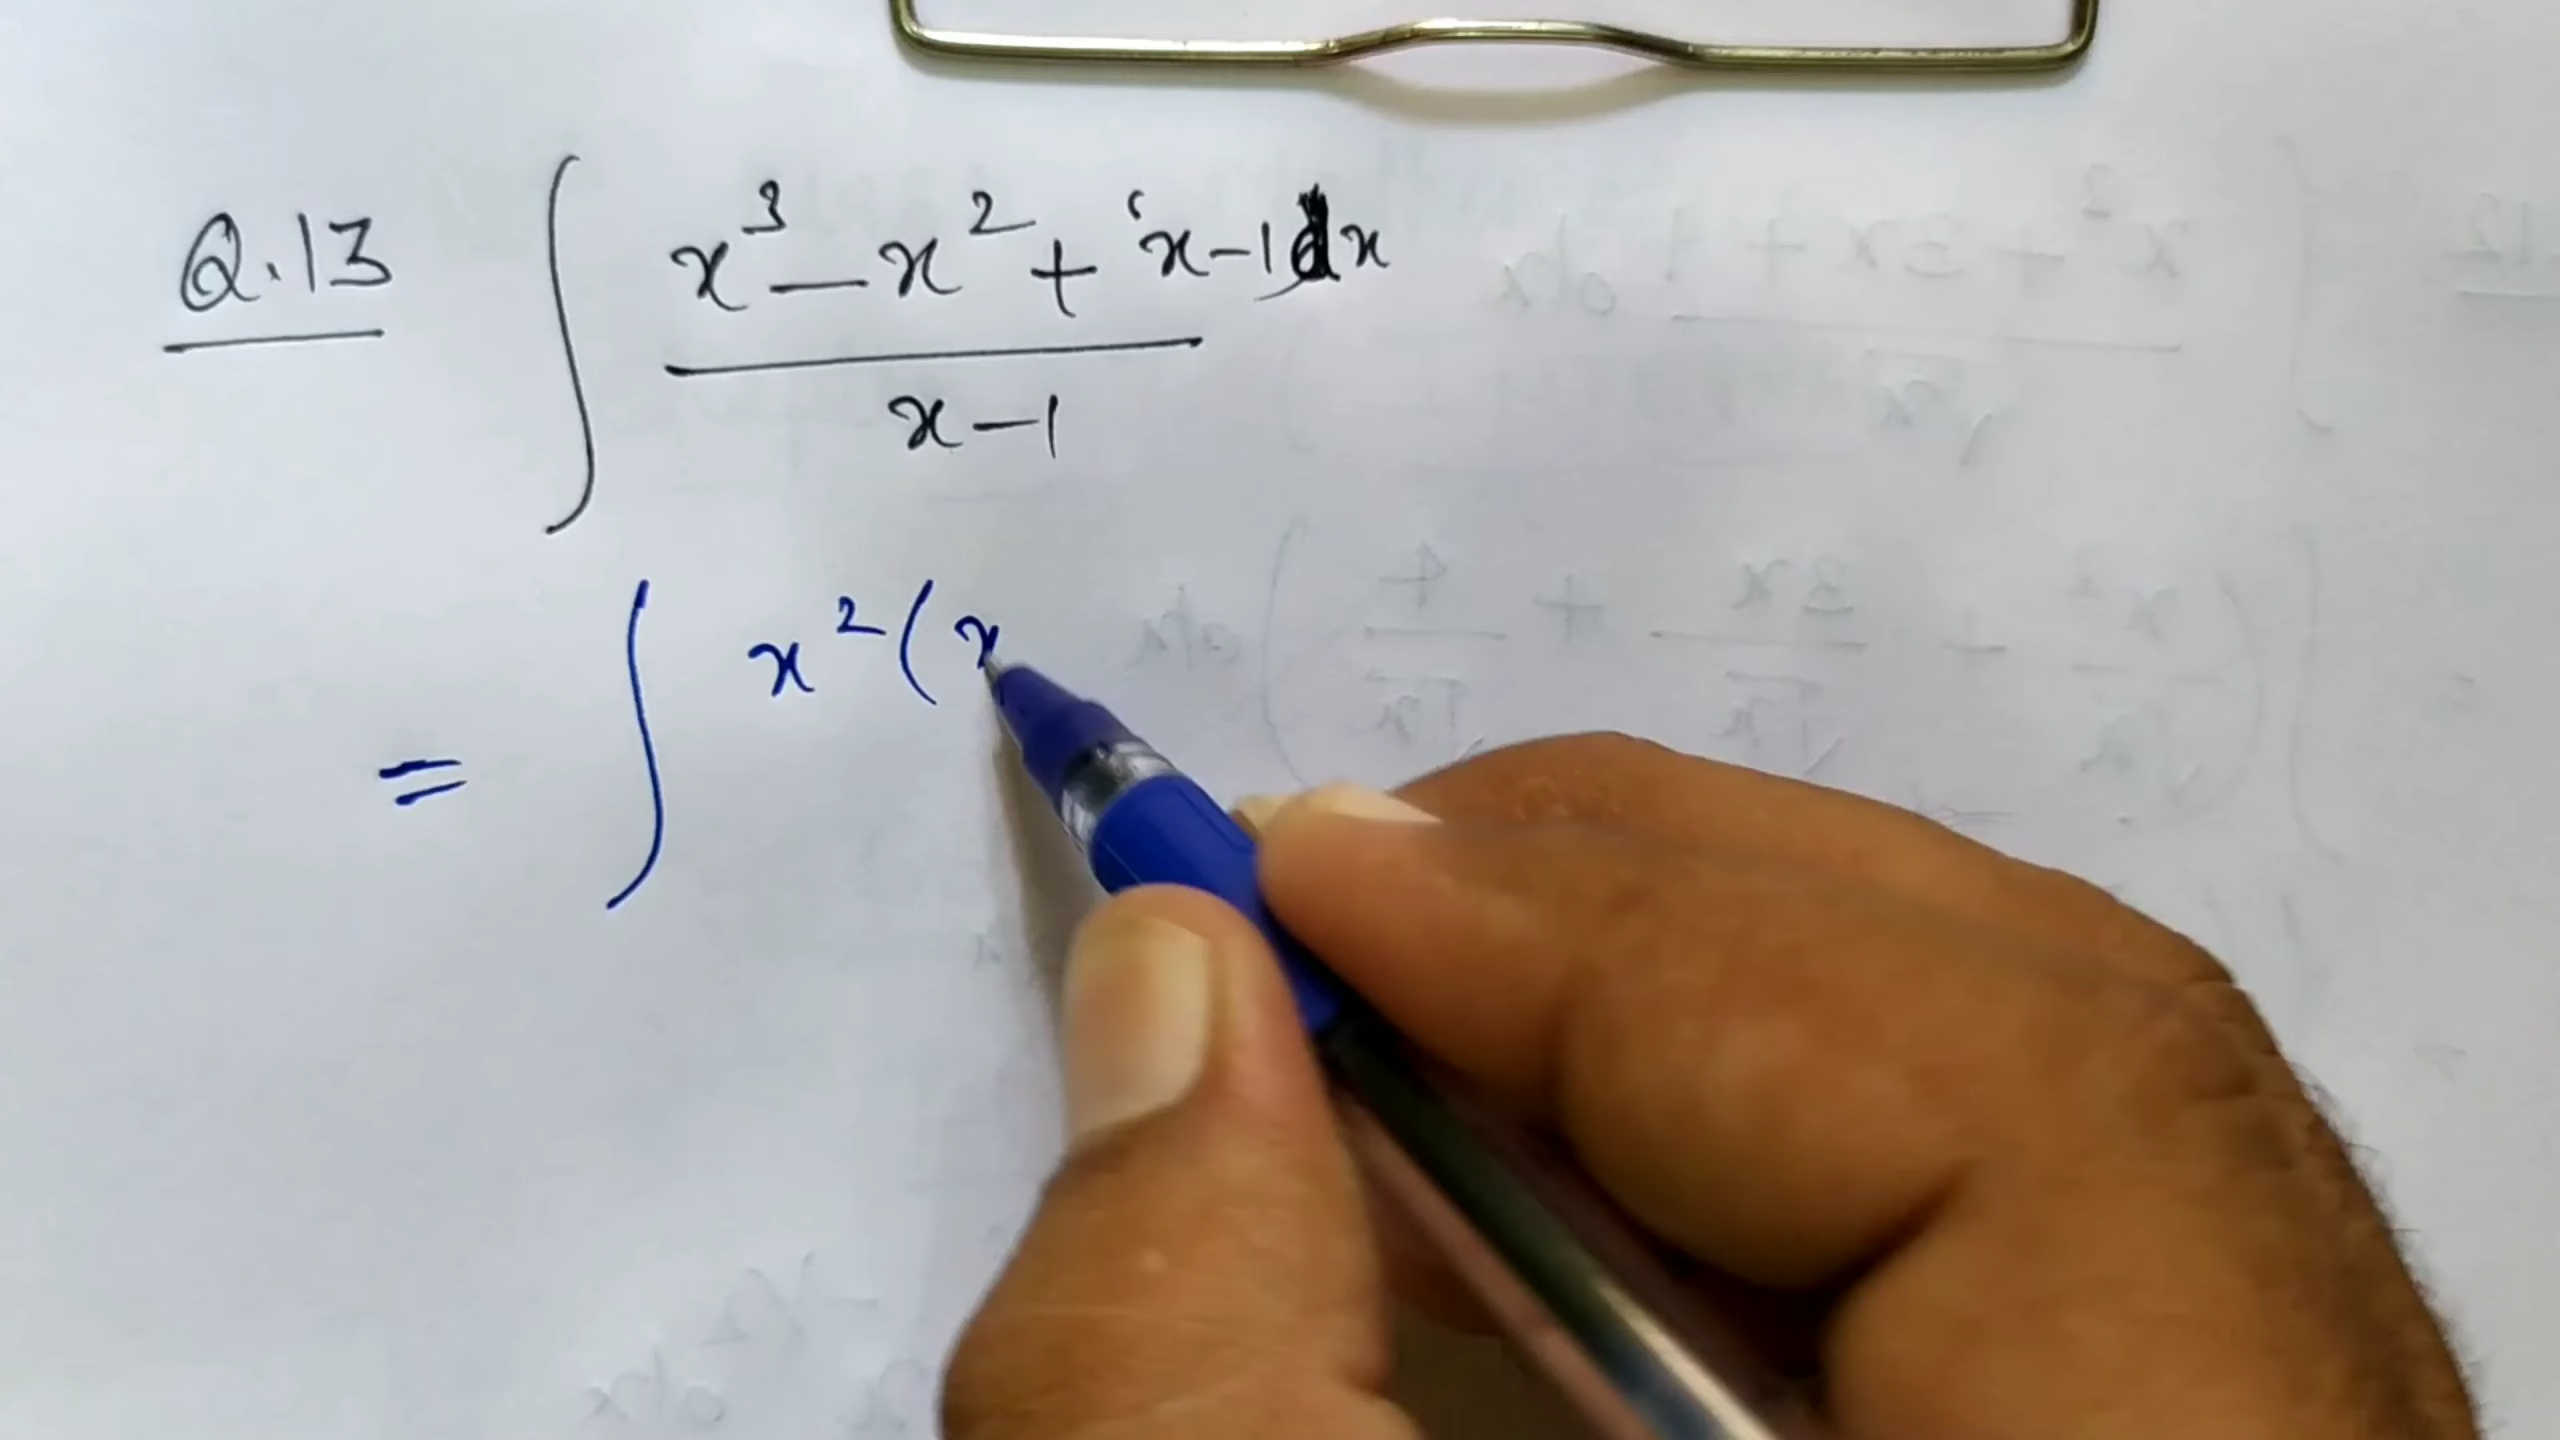 Q.13 ∫ x³ - x² + x - 1 dx
x - 1
= ∫ x² ( x